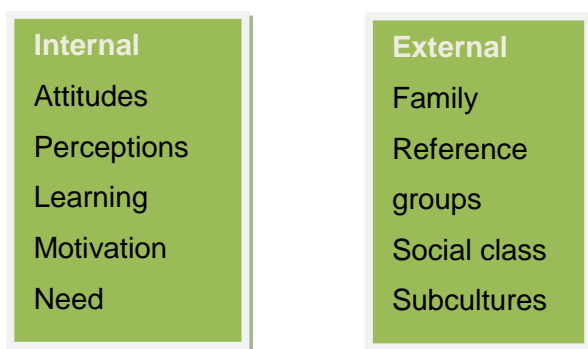 Internal
Attitudes
Perceptions
Learning
Motivation
Need
External
Family
Reference
groups
Social class
Subcultures